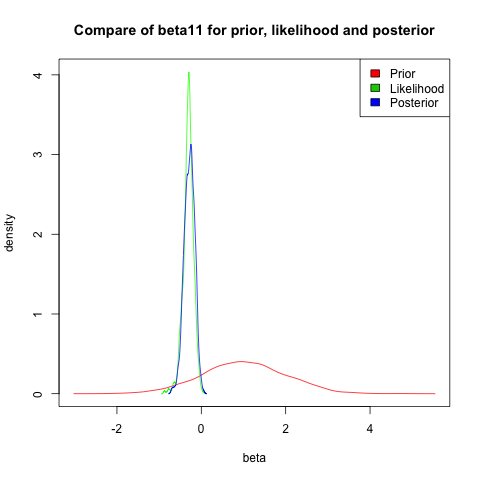 Compare of beta11 for prior, likelihood and posterior
Prior
Likelihood
Posterior
density
4
3
2
1
0
-2
0
2
4
beta